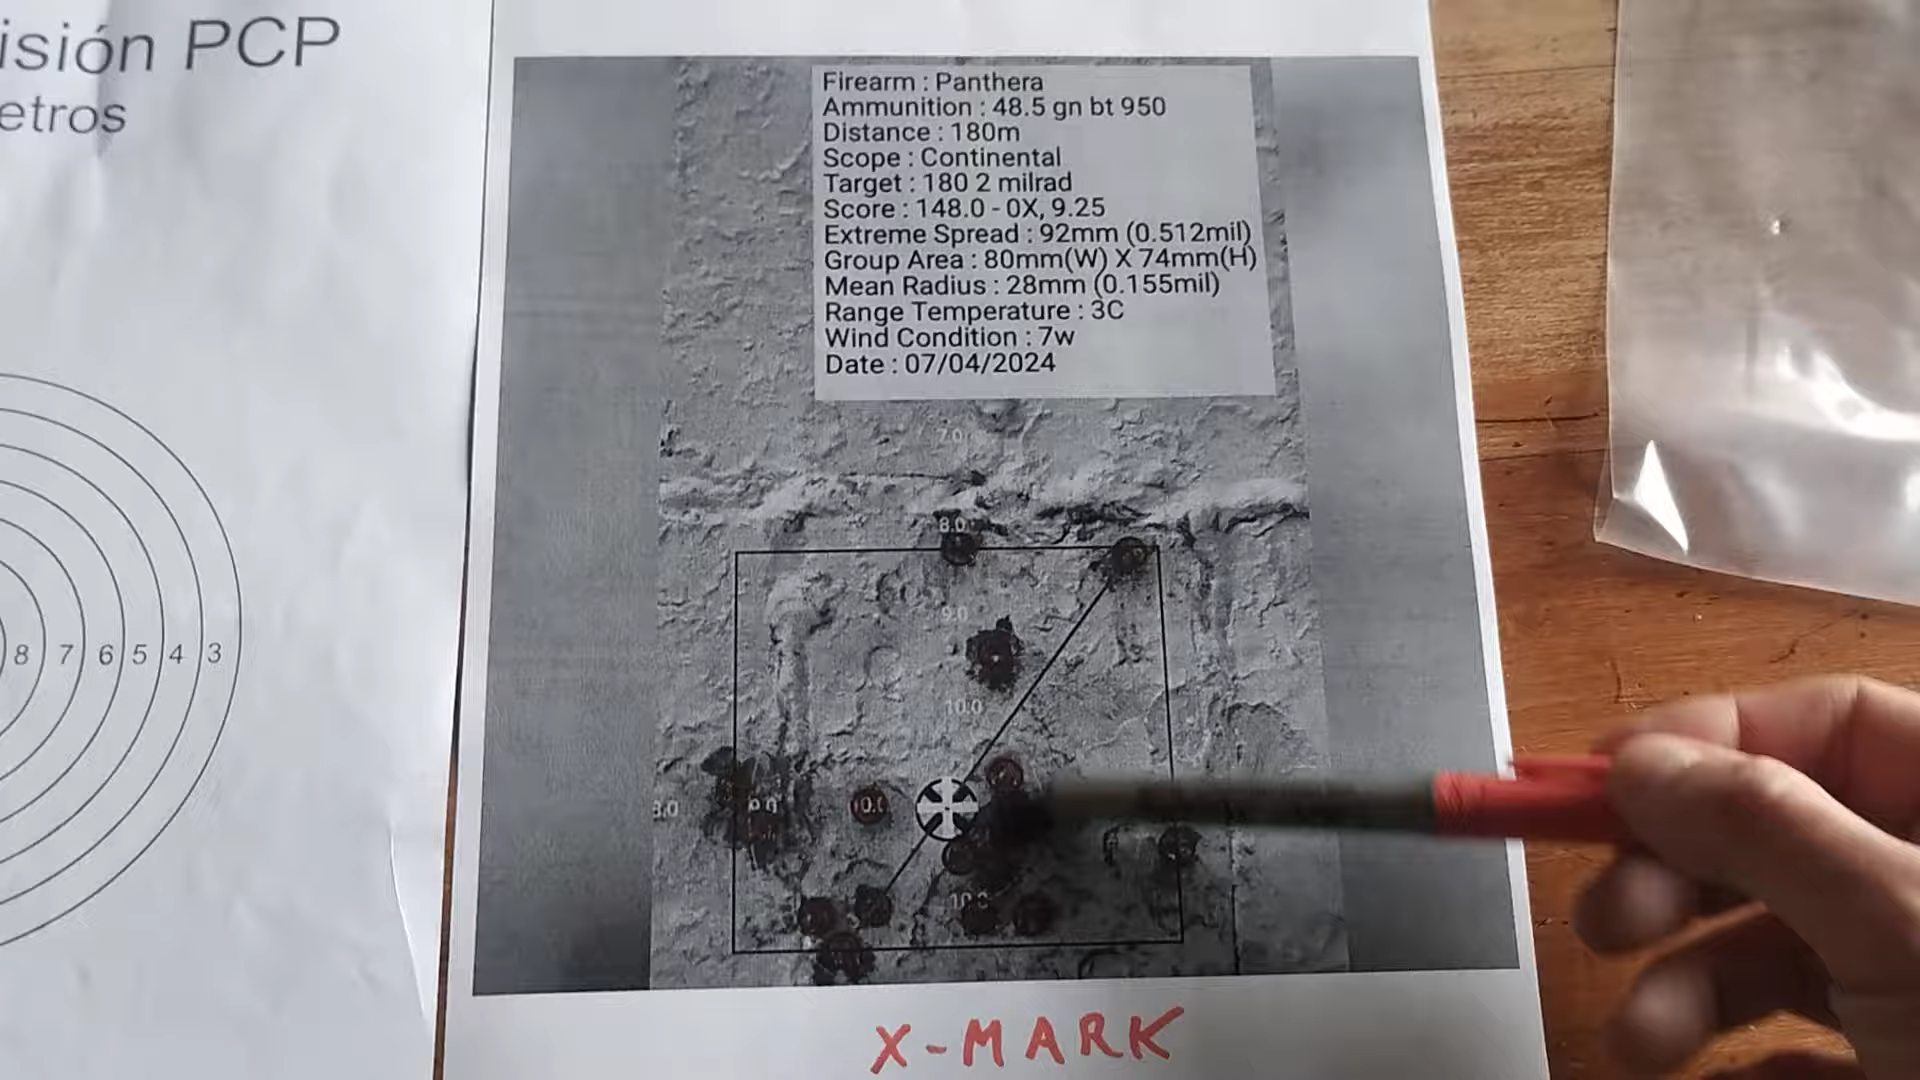 isión PCP
etros
8 7 6 5 4 3
Firearm : Panthera
Ammunition : 48.5 gn bt 950
Distance : 180m
Scope : Continental
Target : 180 2 milrad
Score : 148.0 - 0X, 9.25
Extreme Spread : 92mm (0.512mil)
Group Area : 80mm(W) X 74mm(H)
Mean Radius : 28mm (0.155mil)
Range Temperature : 3C
Wind Condition : 7w
Date : 07/04/2024
7.0
8.0
9.0
10.0
9.0
X-MARK